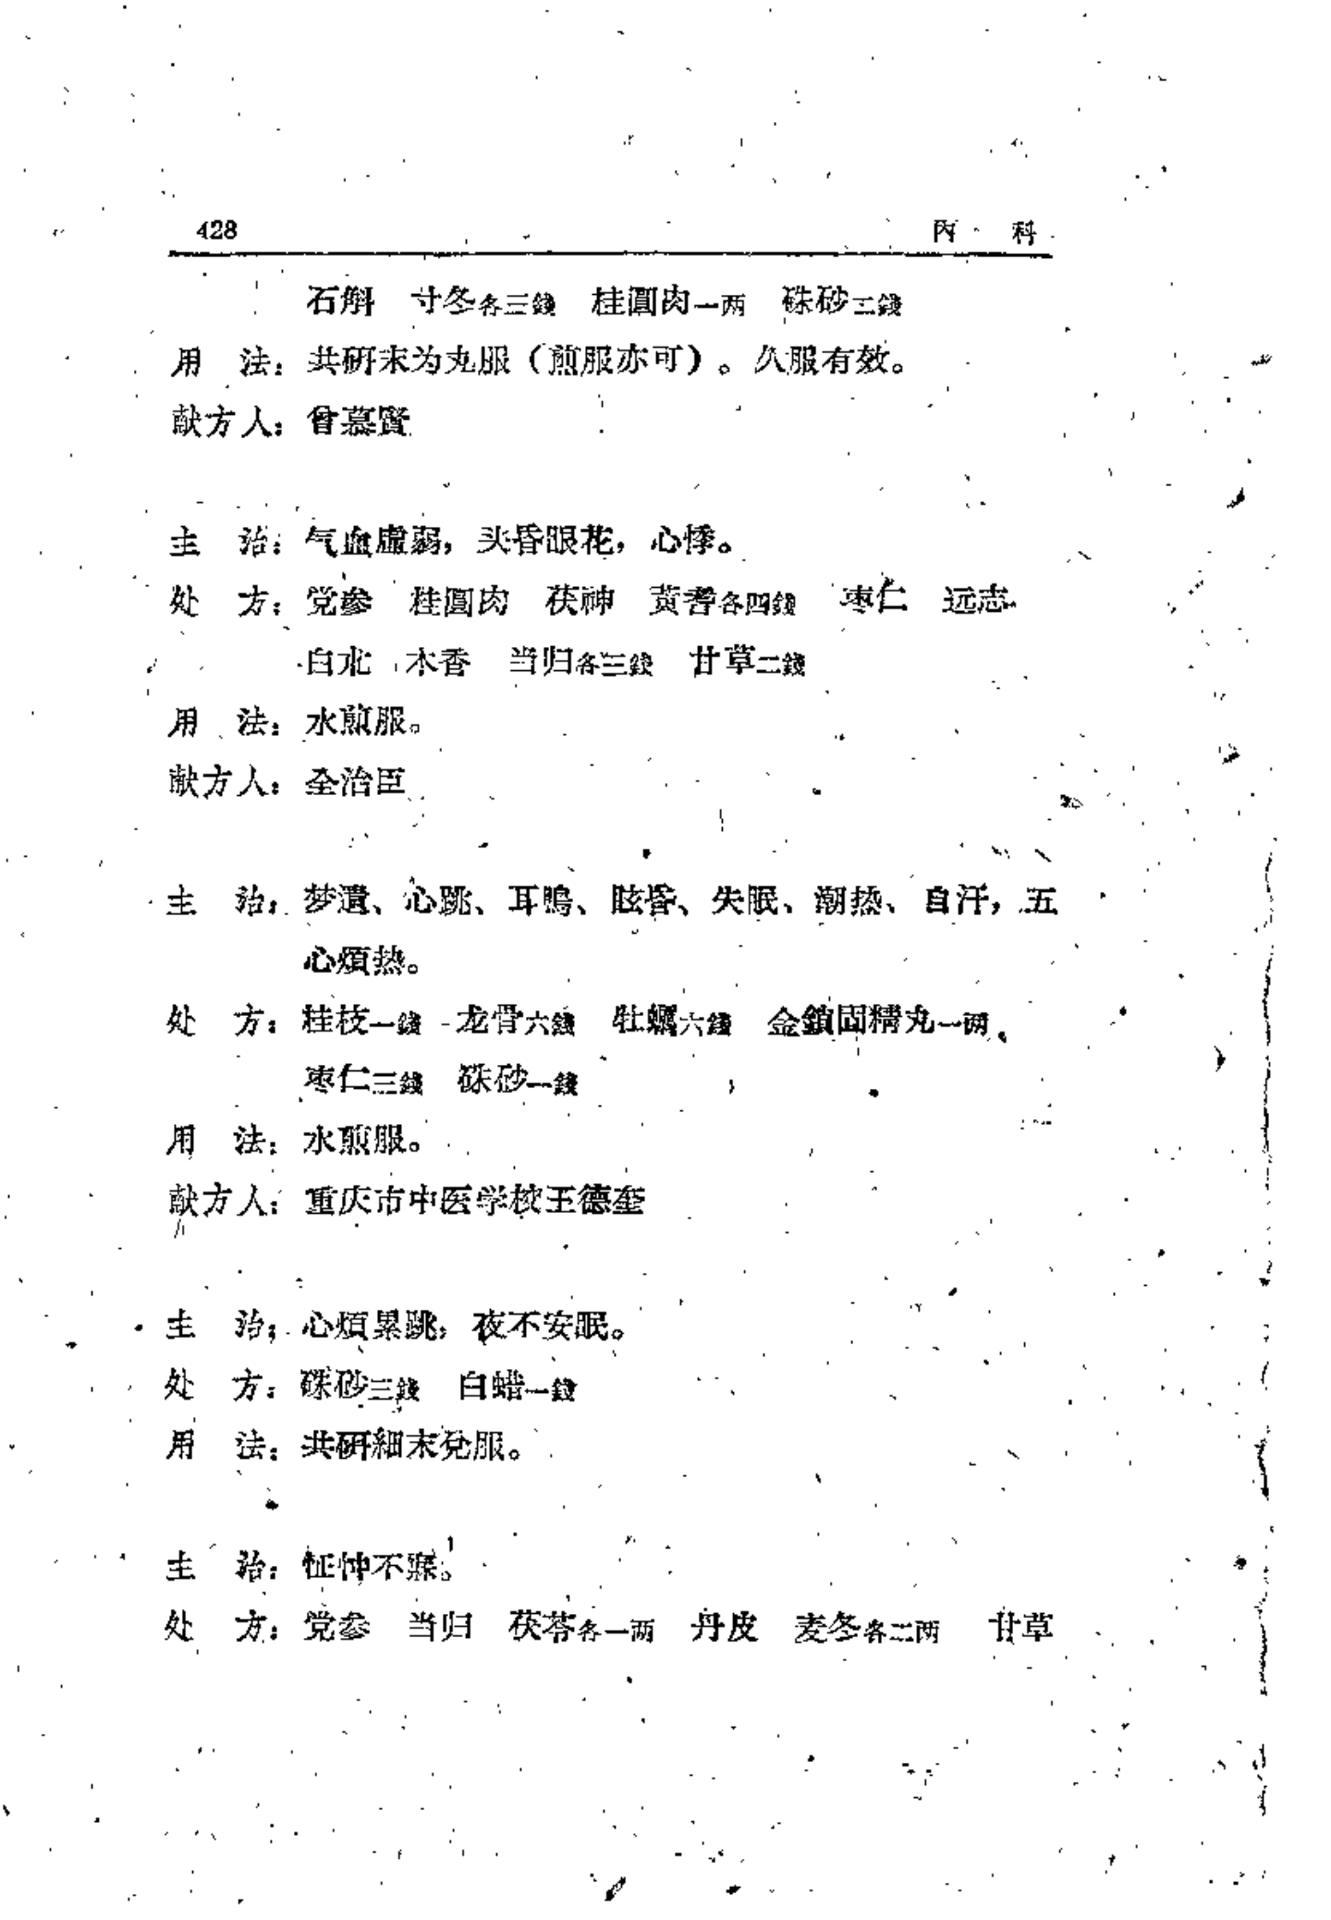 428 内 科
石斛 寸冬各三錢 桂圓肉一两 硃砂二錢
用 法：共研末为丸服（煎服亦可）。久服有效。
献方人：曾慕賢
主 治：气血虛弱，头昏眼花，心悸。
处 方：党参 桂圓肉 茯神 黃耆各四錢 枣仁 远志
白朮 木香 当归各三錢 甘草二錢
用 法：水煎服。
献方人：全治臣
主 治：梦遺、心跳、耳鳴、眩昏、失眠、潮热、自汗，五
心煩热。
处 方：桂枝一錢 龙骨六錢 牡蠣六錢 金鎖固精丸一两
枣仁三錢 硃砂一錢
用 法：水煎服。
献方人：重庆市中医学校王德奎
主 治：心煩累跳，夜不安眠。
处 方：硃砂三錢 白蜡一錢
用 法：共研細末兌服。
主 治：怔忡不寐。
处 方：党参 当归 茯苓各一两 丹皮 麦冬各二两 甘草